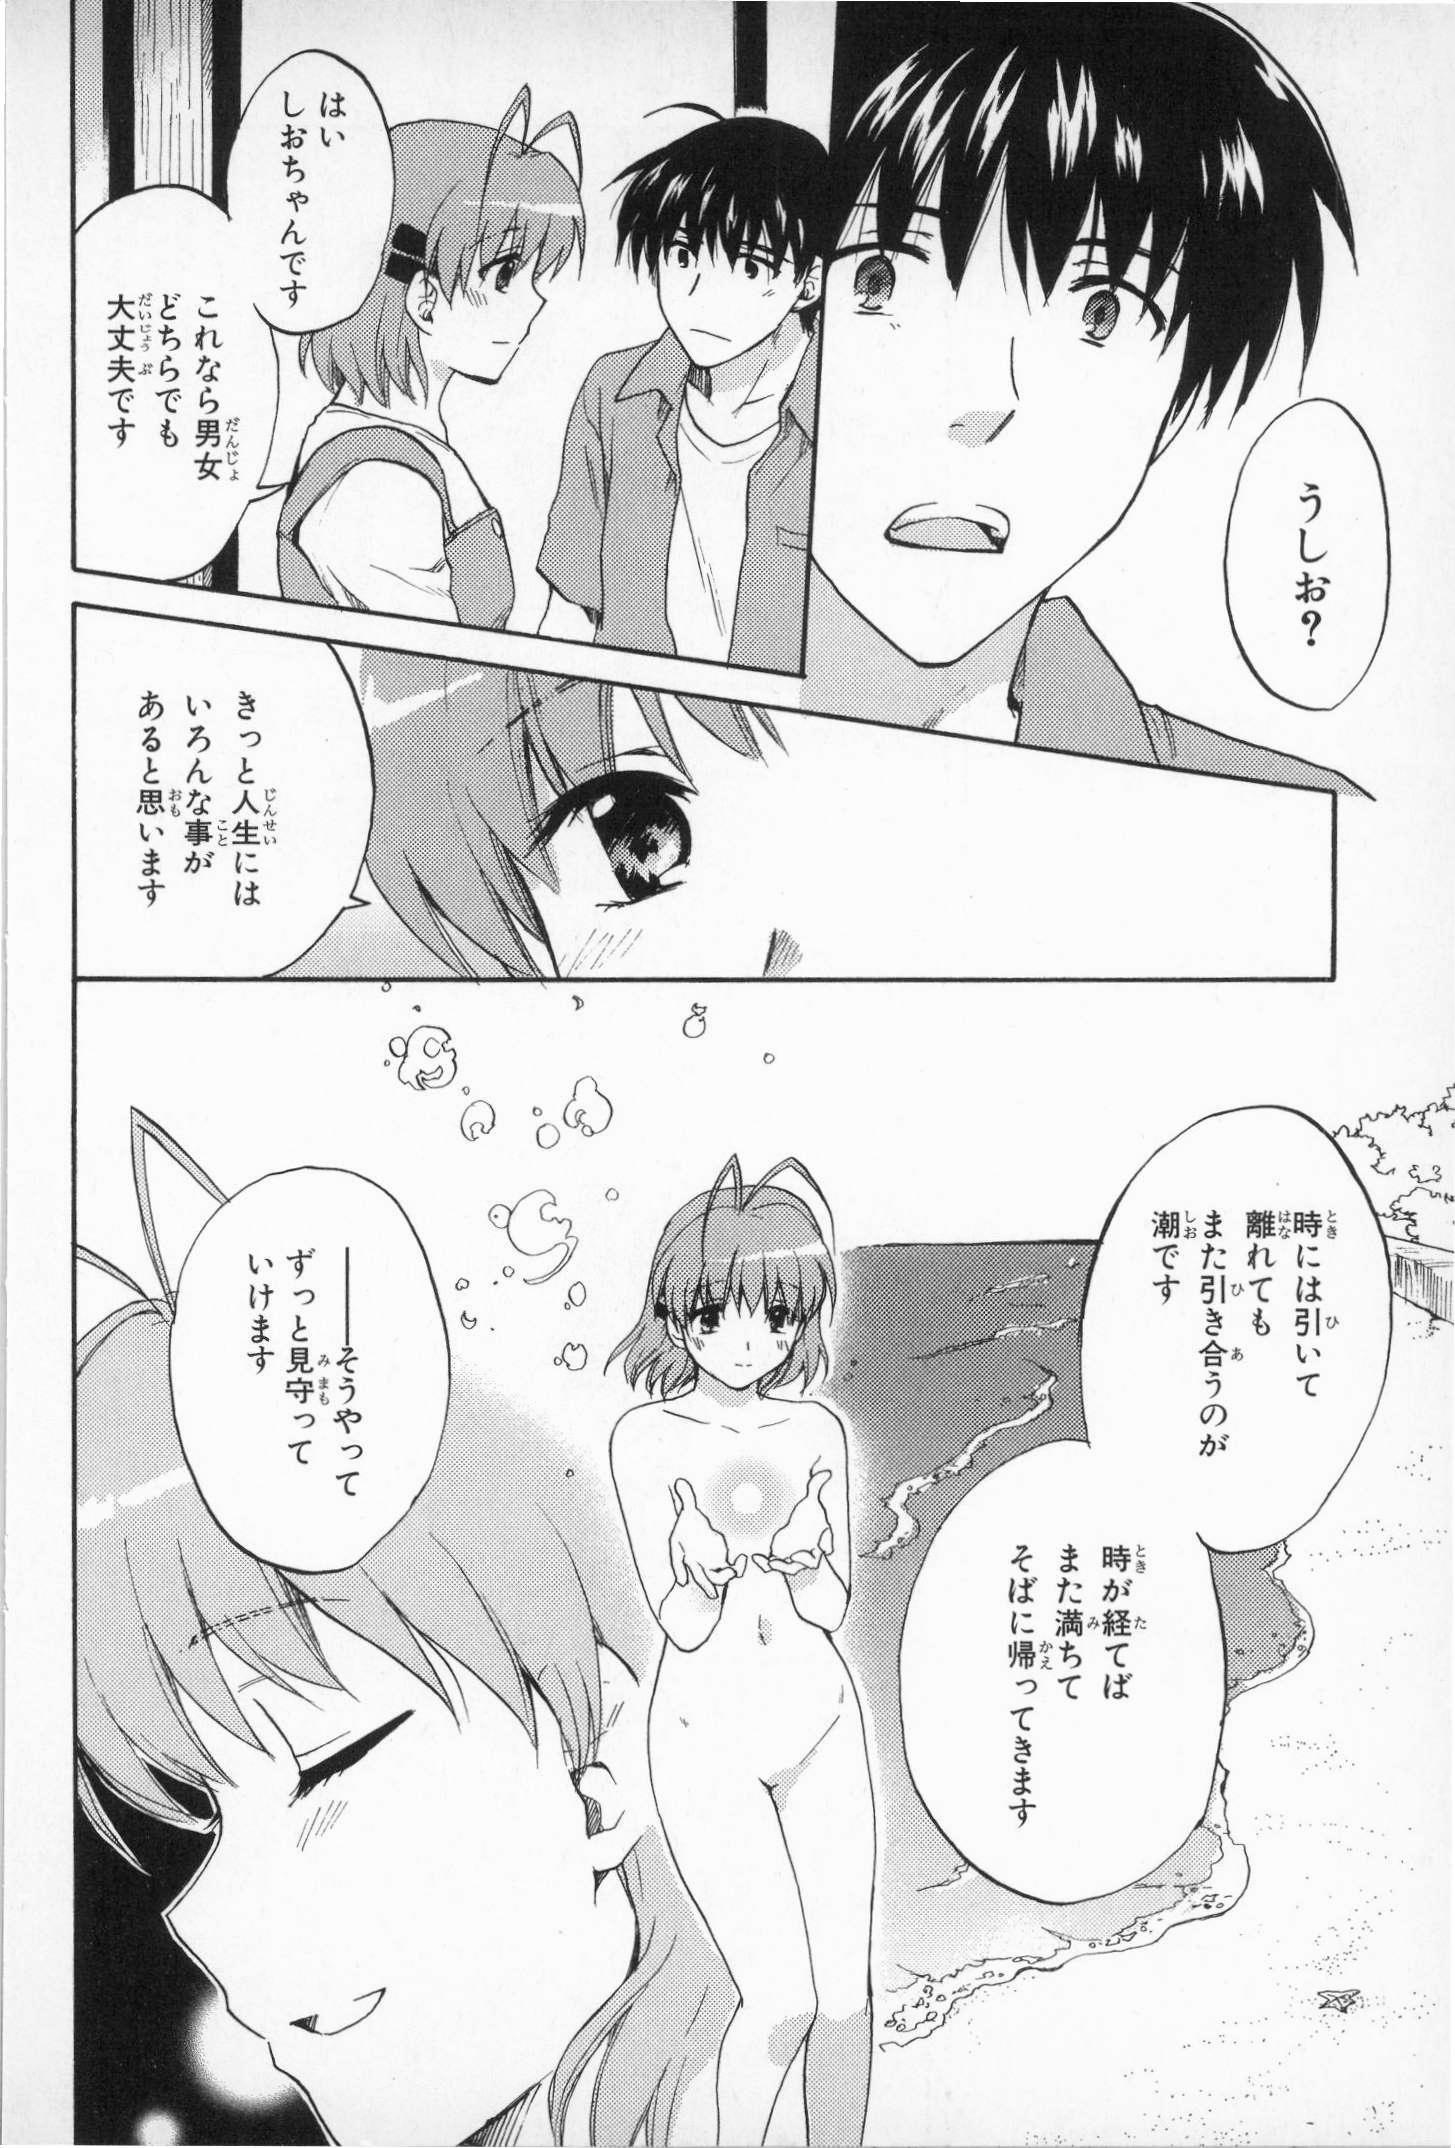 うしお？
はい
しおちゃんです
これなら男女
どちらでも
大丈夫です
きっと人生には
いろんな事が
あると思います
時には引いて
離れても
また引き合うのが
潮です
時が経てば
また満ちて
そばに帰ってきます
――そうやって
ずっと見守って
いけます